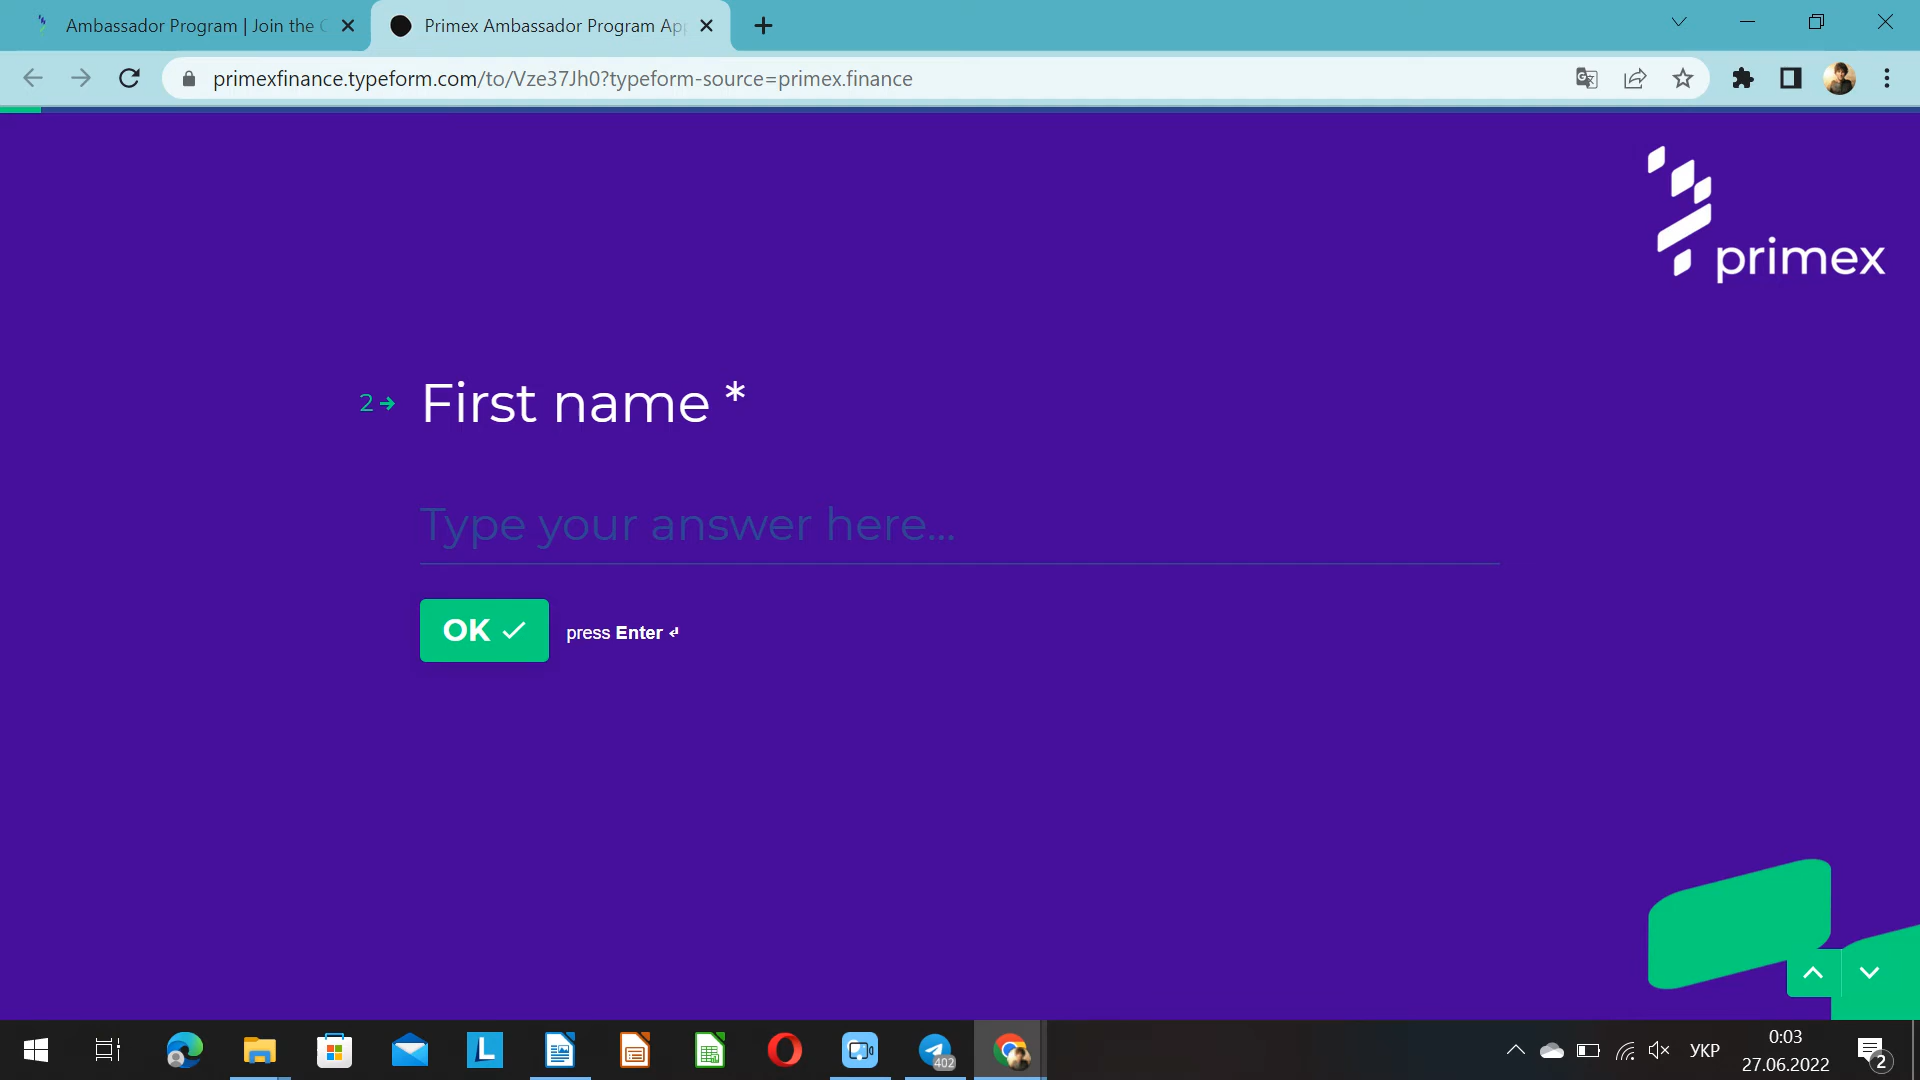 Ambassador Program | Join the
Primex Ambassador Program App
primexfinance.typeform.com/to/Vze37Jh0?typeform-source=primex.finance
primex
2
First name *
Type your answer here...
OK
press Enter
L
402
УКР
0:03
27.06.2022
2